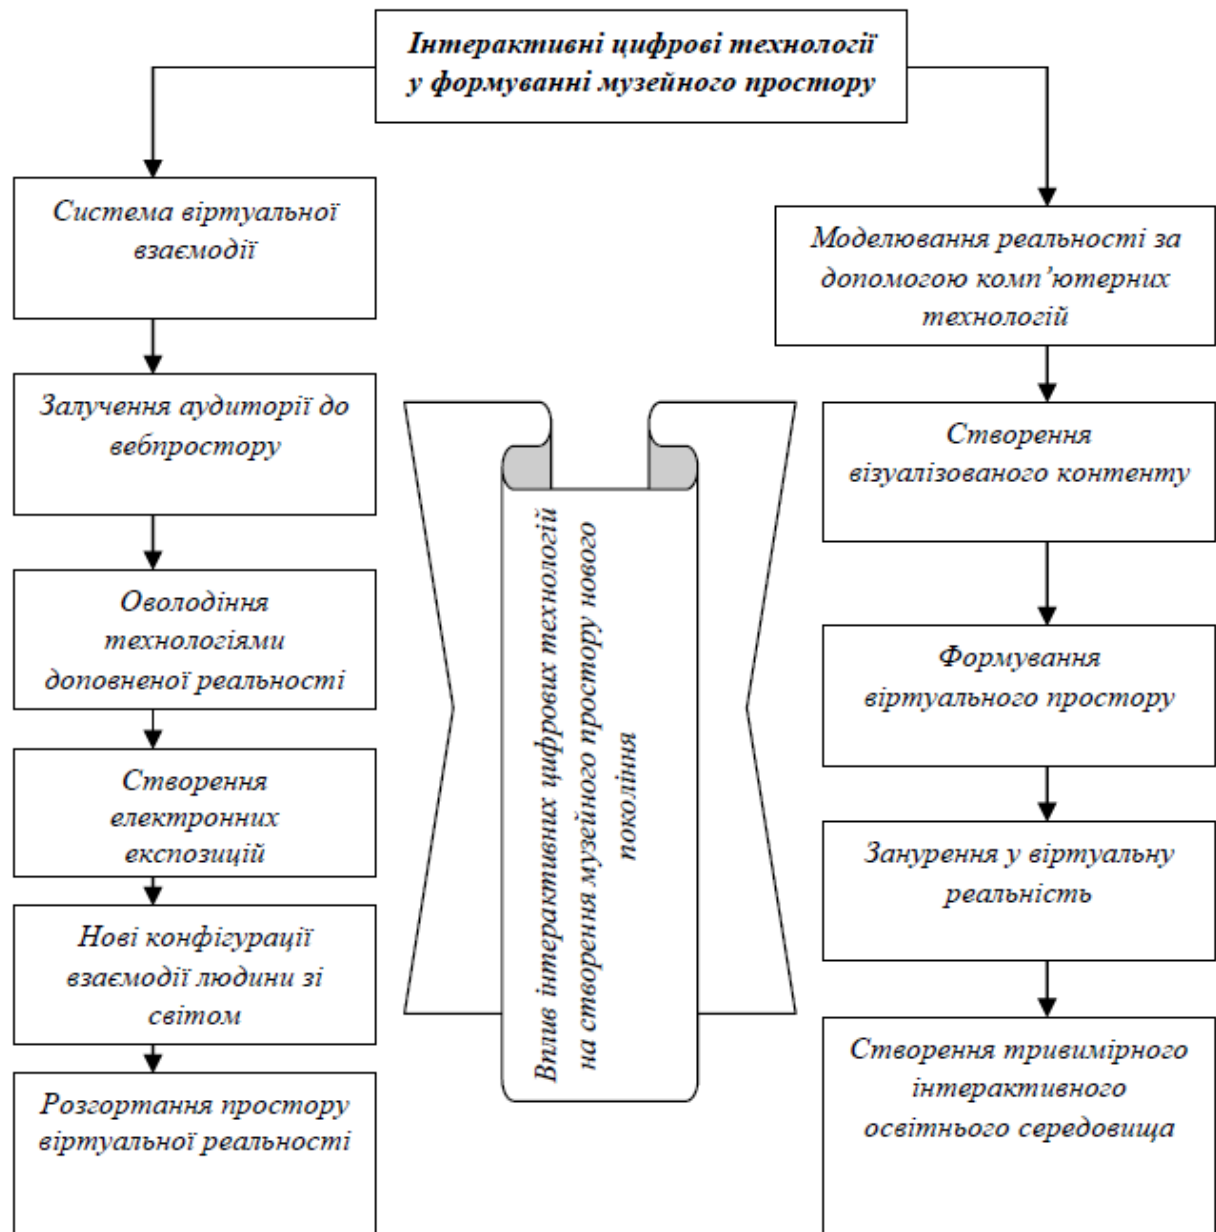 Інтерактивні цифрові технології
у формуванні музейного простору
Система віртуальної
взаємодії
Залучення аудиторії до
вебпростору
Оволодіння
технологіями
доповненої реальності
Створення
електронних
експозицій
Нові конфігурації
взаємодії людини зі
світом
Розгортання простору
віртуальної реальності
Вплив інтерактивних цифрових технологій
на створення музейного простору нового
покоління
Моделювання реальності за
допомогою комп’ютерних
технологій
Створення
візуалізованого контенту
Формування
віртуального простору
Занурення у віртуальну
реальність
Створення тривимірного
інтерактивного
освітнього середовища